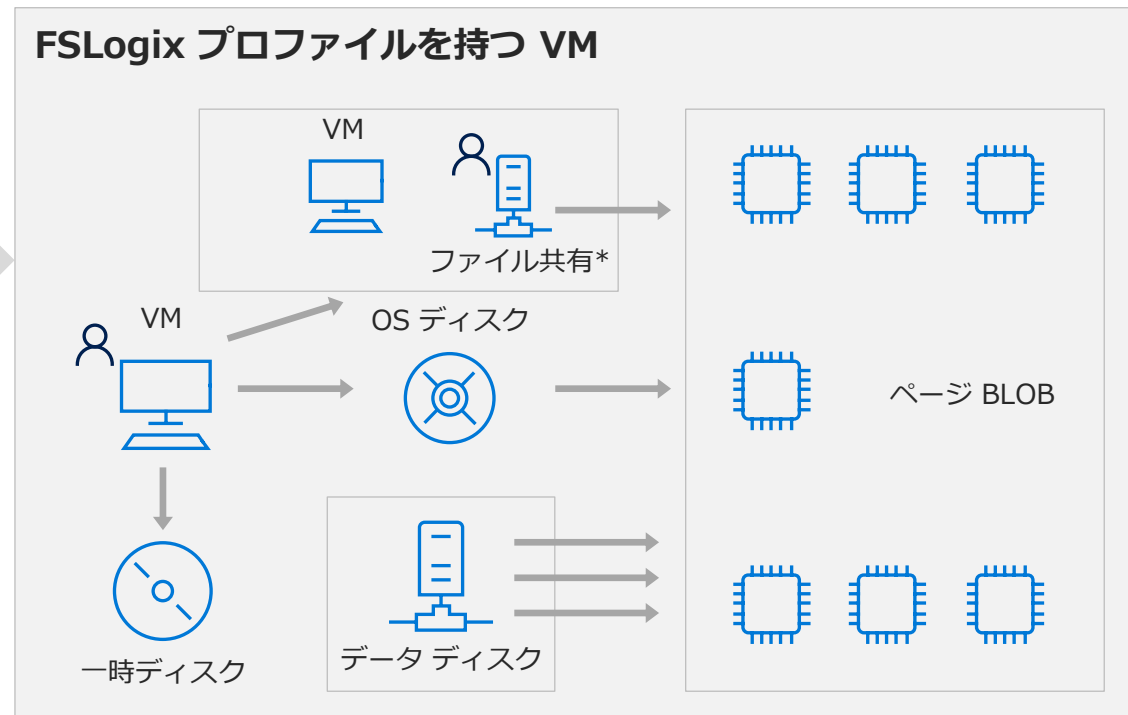 FSLogix プロファイルを持つ VM
VM
ファイル共有*
VM
OS ディスク
ページ BLOB
データ ディスク
一時ディスク